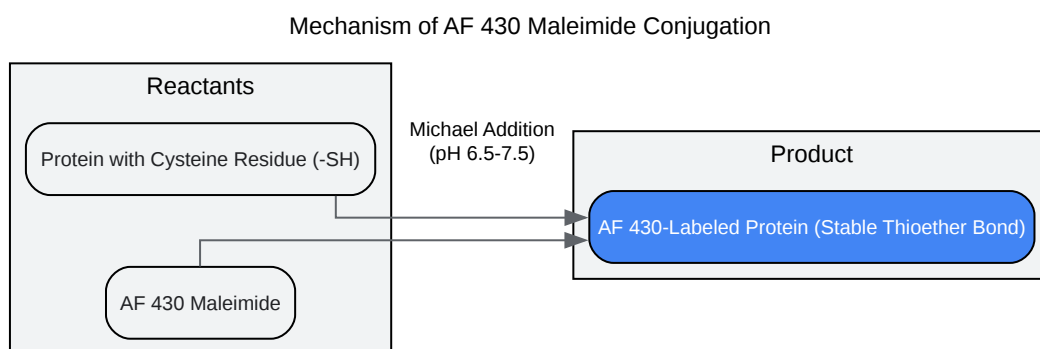 Mechanism of AF 430 Maleimide Conjugation
Reactants
Protein with Cysteine Residue (-SH)
AF 430 Maleimide
Michael Addition
(pH 6.5-7.5)
Product
AF 430-Labeled Protein (Stable Thioether Bond)